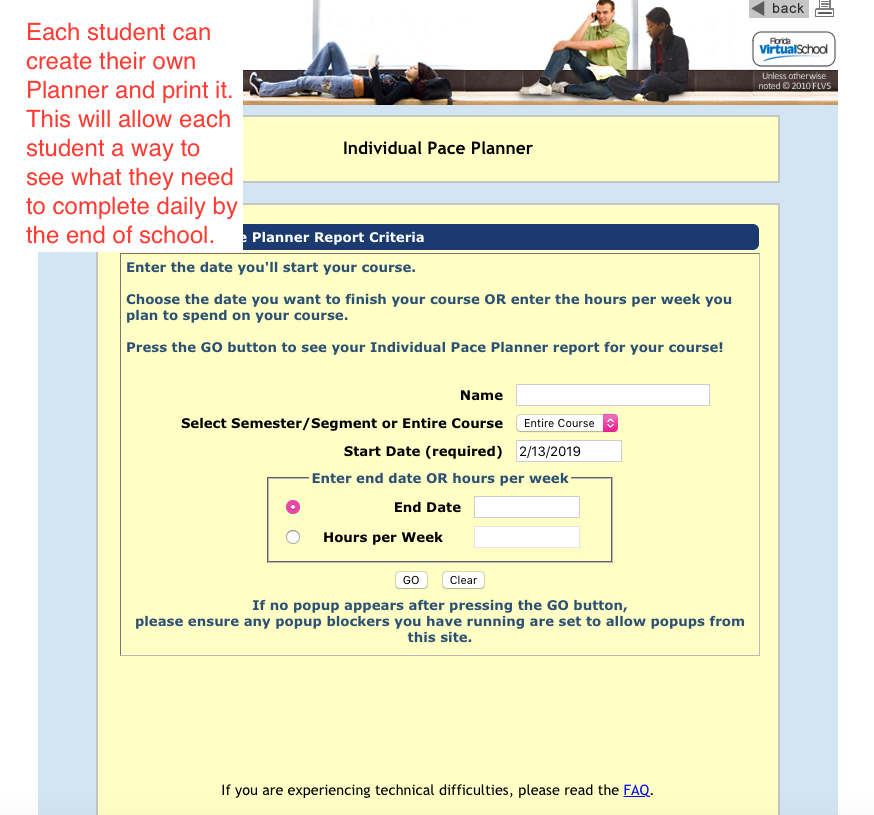 Each student can
create their own
Planner and print it.
This will allow each
student a way to
see what they need
to complete daily by
the end of school.
back
Florida
VirtualSchool
Unless otherwise
noted © 2010 FLVS
Individual Pace Planner
e Planner Report Criteria
Enter the date you'll start your course.
Choose the date you want to finish your course OR enter the hours per week you
plan to spend on your course.
Press the GO button to see your Individual Pace Planner report for your course!
Name
Select Semester/Segment or Entire Course Entire Course
Start Date (required) 2/13/2019
Enter end date OR hours per week
End Date
Hours per Week
GO Clear
If no popup appears after pressing the GO button,
please ensure any popup blockers you have running are set to allow popups from
this site.
If you are experiencing technical difficulties, please read the FAQ.